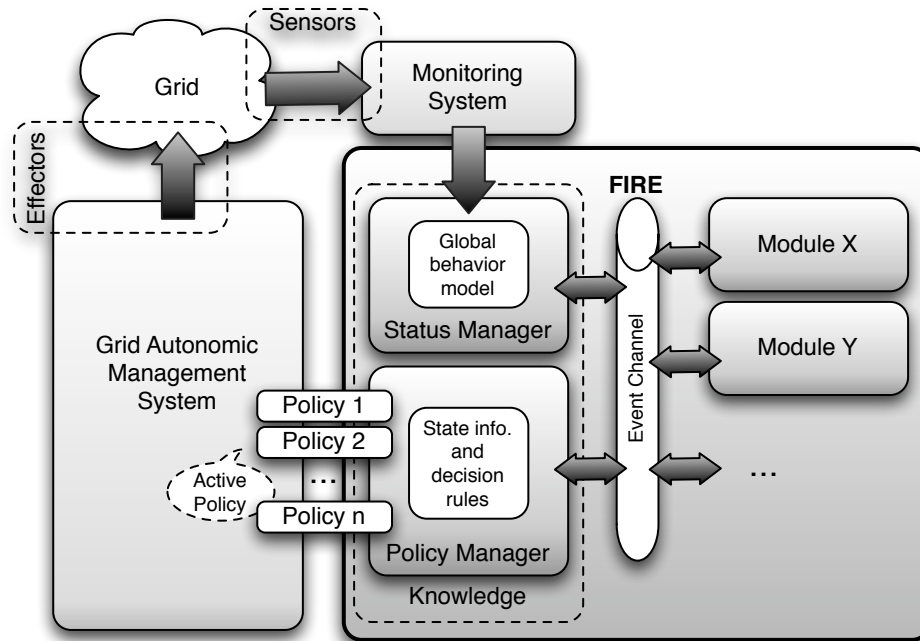 Sensors
Grid
Monitoring
System
Effectors
FIRE
Global
behavior
model
Status Manager
Module X
Module Y
Event Channel
Grid Autonomic
Management
System
Policy 1
Policy 2
...
Policy n
Active
Policy
State info.
and
decision
rules
Policy Manager
...
Knowledge